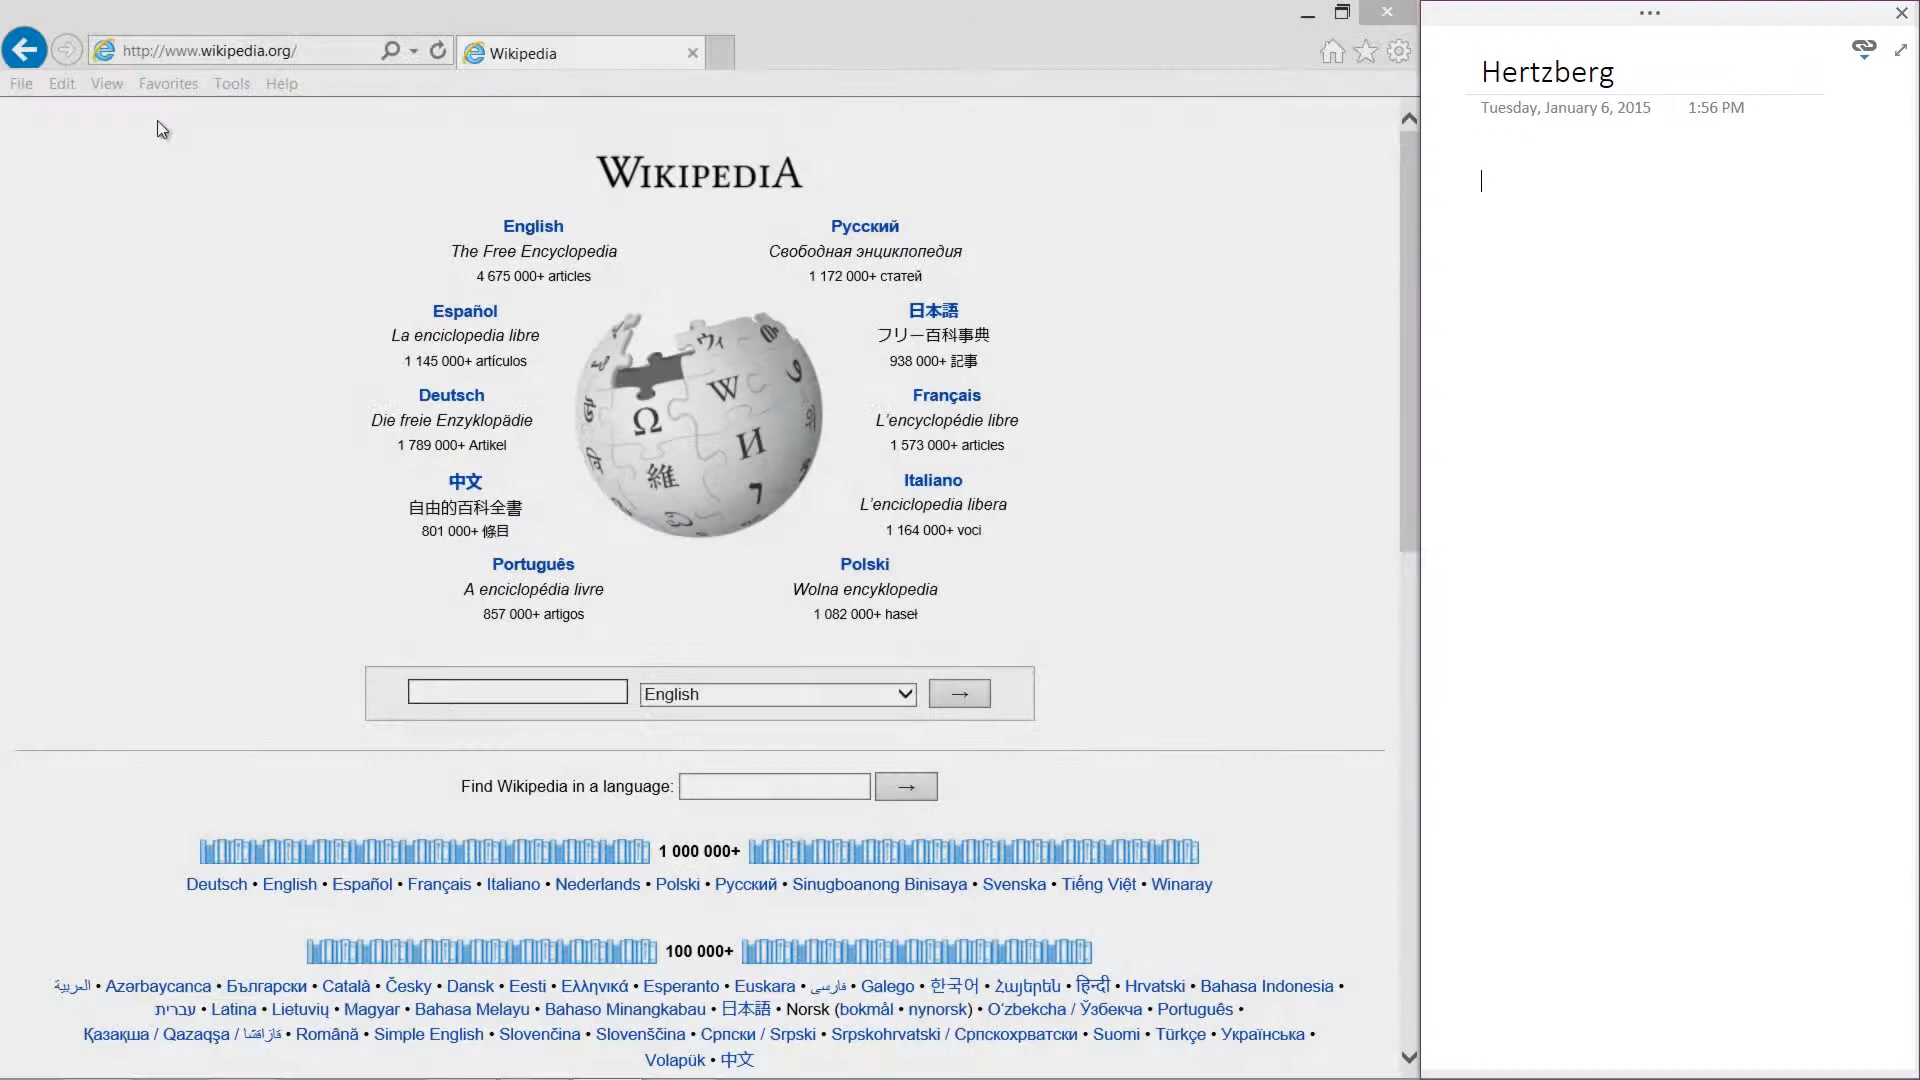 http://www.wikipedia.org/
Wikipedia
File Edit View Favorites Tools Help
WIKIPEDIA
English
The Free Encyclopedia
4 675 000+ articles
Русский
Свободная энциклопедия
1 172 000+ статей
Español
La enciclopedia libre
1 145 000+ artículos
日本語
フリー百科事典
938 000+ 記事
Deutsch
Die freie Enzyklopädie
1 789 000+ Artikel
Français
L'encyclopédie libre
1 573 000+ articles
中文
自由的百科全書
801 000+ 條目
Italiano
L'enciclopedia libera
1 164 000+ voci
Português
A enciclopédia livre
857 000+ artigos
Polski
Wolna encyklopedia
1 082 000+ haseł
Ω W И 維 ウィ 7
English →
Find Wikipedia in a language: →
1 000 000+
Deutsch • English • Español • Français • Italiano • Nederlands • Polski • Русский • Sinugboanong Binisaya • Svenska • Tiếng Việt • Winaray
100 000+
العربية • Azərbaycanca • Български • Català • Česky • Dansk • Eesti • Ελληνικά • Esperanto • Euskara • فارسی • Galego • 한국어 • Հայերեն • हिन्दी • Hrvatski • Bahasa Indonesia •
עברית • Latina • Lietuvių • Magyar • Bahasa Melayu • Bahaso Minangkabau • 日本語 • Norsk (bokmål • nynorsk) • Oʻzbekcha / Ўзбекча • Português •
Қазақша / Qazaqşa / قازاقشا • Română • Simple English • Slovenčina • Slovenščina • Српски / Srpski • Srpskohrvatski / Српскохрватски • Suomi • Türkçe • Українська •
Volapük • 中文
Hertzberg
Tuesday, January 6, 2015 1:56 PM